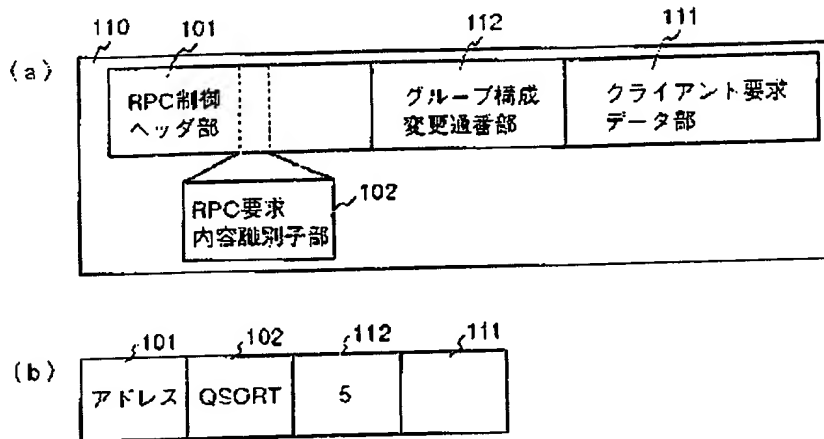 (a)
110
101
112
111
RPC制御
ヘッダ部
グループ構成
変更通番部
クライアント要求
データ部
102
RPC要求
内容識別子部
(b)
101
102
112
111
アドレス
QSORT
5